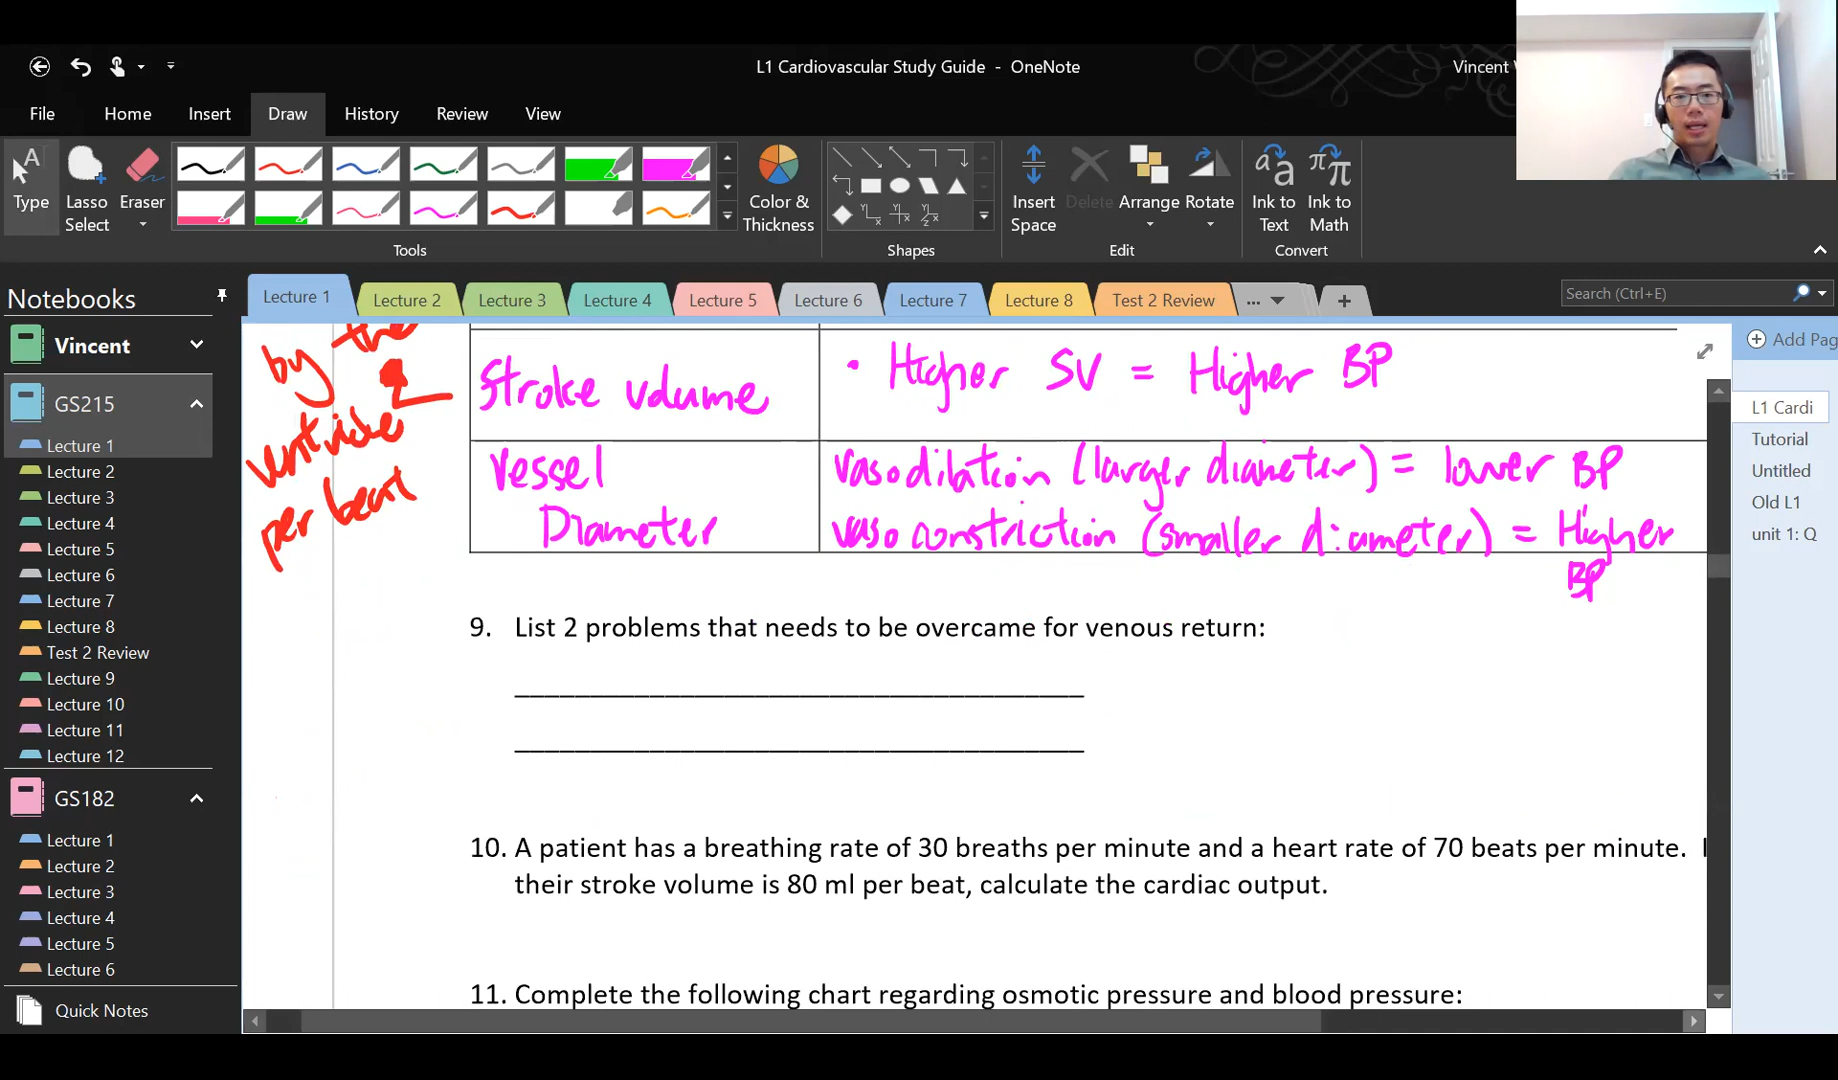 L1 Cardiovascular Study Guide - OneNote
Vincent
File Home Insert Draw History Review View
Type
Lasso Select
Eraser
Color & Thickness
Insert Space
Delete
Arrange
Rotate
Ink to Text
Ink to Math
Tools
Shapes
Edit
Convert
Notebooks
Lecture 1 Lecture 2 Lecture 3 Lecture 4 Lecture 5 Lecture 6 Lecture 7 Lecture 8 Test 2 Review ... +
Search (Ctrl+E)
Vincent
GS215
Lecture 1
Lecture 2
Lecture 3
Lecture 4
Lecture 5
Lecture 6
Lecture 7
Lecture 8
Test 2 Review
Lecture 9
Lecture 10
Lecture 11
Lecture 12
GS182
Lecture 1
Lecture 2
Lecture 3
Lecture 4
Lecture 5
Lecture 6
Quick Notes
by the
ventricle
per beat
Stroke volume
• Higher SV = Higher BP
Vessel
Diameter
vasodilation (larger diameter) = lower BP
vasoconstriction (smaller diameter) = Higher
BP
9. List 2 problems that needs to be overcame for venous return:
10. A patient has a breathing rate of 30 breaths per minute and a heart rate of 70 beats per minute.
their stroke volume is 80 ml per beat, calculate the cardiac output.
11. Complete the following chart regarding osmotic pressure and blood pressure:
Add Pag
L1 Cardi
Tutorial
Untitled
Old L1
unit 1: Q